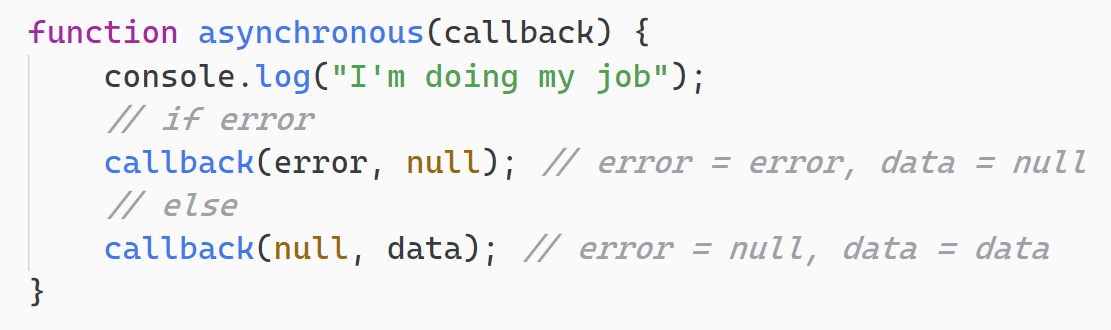 function asynchronous(callback) {
    console.log("I'm doing my job");
    // if error
    callback(error, null); // error = error, data = null
    // else
    callback(null, data); // error = null, data = data
}